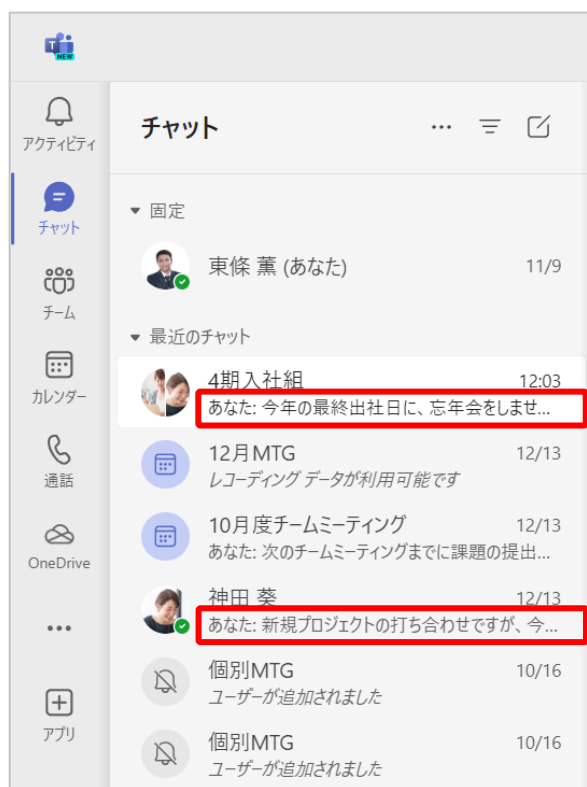 NEW
アクティビティ
チャット
チーム
カレンダー
通話
OneDrive
アプリ
チャット
固定
東條 薫 (あなた) 11/9
最近のチャット
4期入社組 12:03
あなた: 今年の最終出社日に、忘年会をしませ...
12月MTG 12/13
レコーディング データが利用可能です
10月度チームミーティング 12/13
あなた: 次のチームミーティングまでに課題の提出...
神田 葵 12/13
あなた: 新規プロジェクトの打ち合わせですが、今...
個別MTG 10/16
ユーザーが追加されました
個別MTG 10/16
ユーザーが追加されました